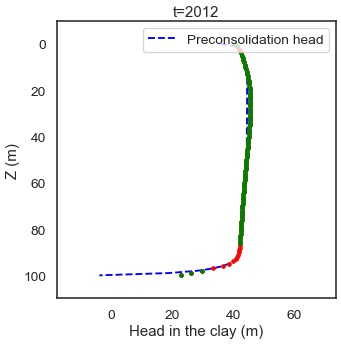 t=2012
Preconsolidation head
0
20
40
60
80
100
Z (m)
0 20 40 60
Head in the clay (m)